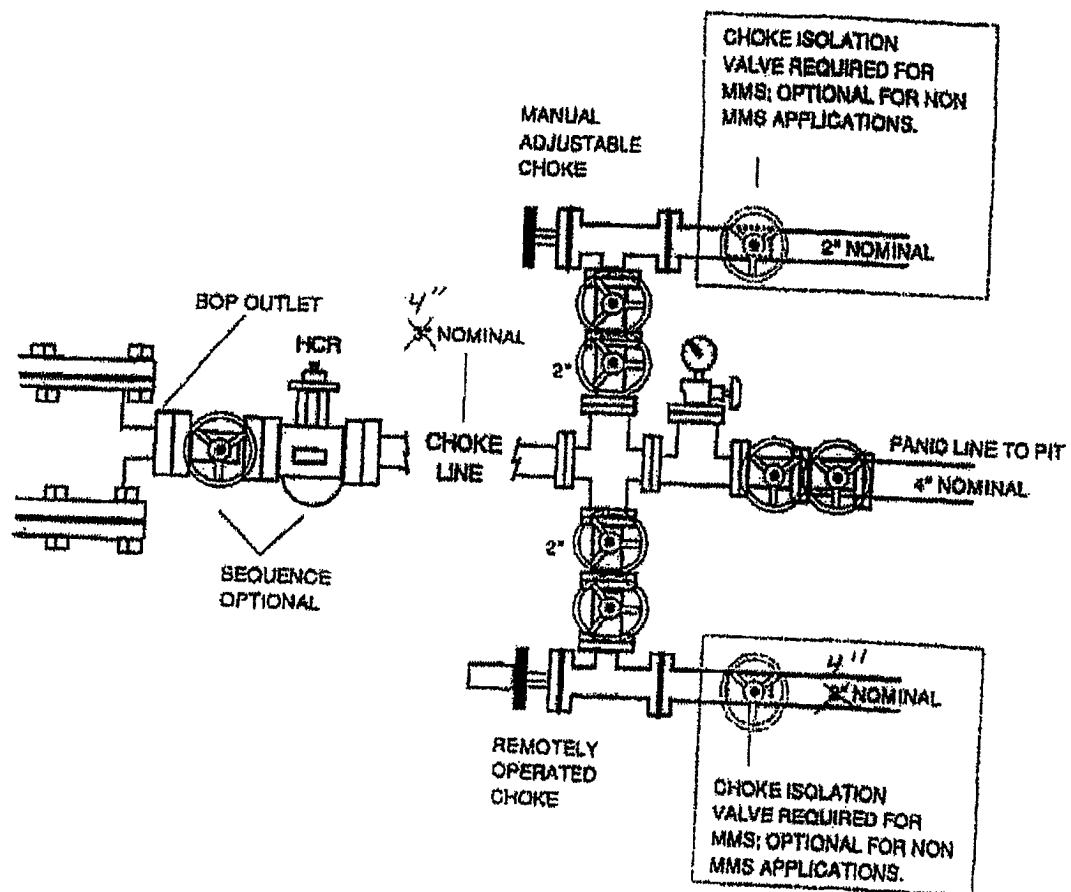 CHOKE ISOLATION
VALVE REQUIRED FOR
MMS; OPTIONAL FOR NON
MMS APPLICATIONS.
MANUAL
ADJUSTABLE
CHOKE
2" NOMINAL
BOP OUTLET
4"
3" NOMINAL
HCR
2"
CHOKE
LINE
PANIC LINE TO PIT
4" NOMINAL
2"
SEQUENCE
OPTIONAL
4"
NOMINAL
REMOTELY
OPERATED
CHOKE
CHOKE ISOLATION
VALVE REQUIRED FOR
MMS; OPTIONAL FOR NON
MMS APPLICATIONS.